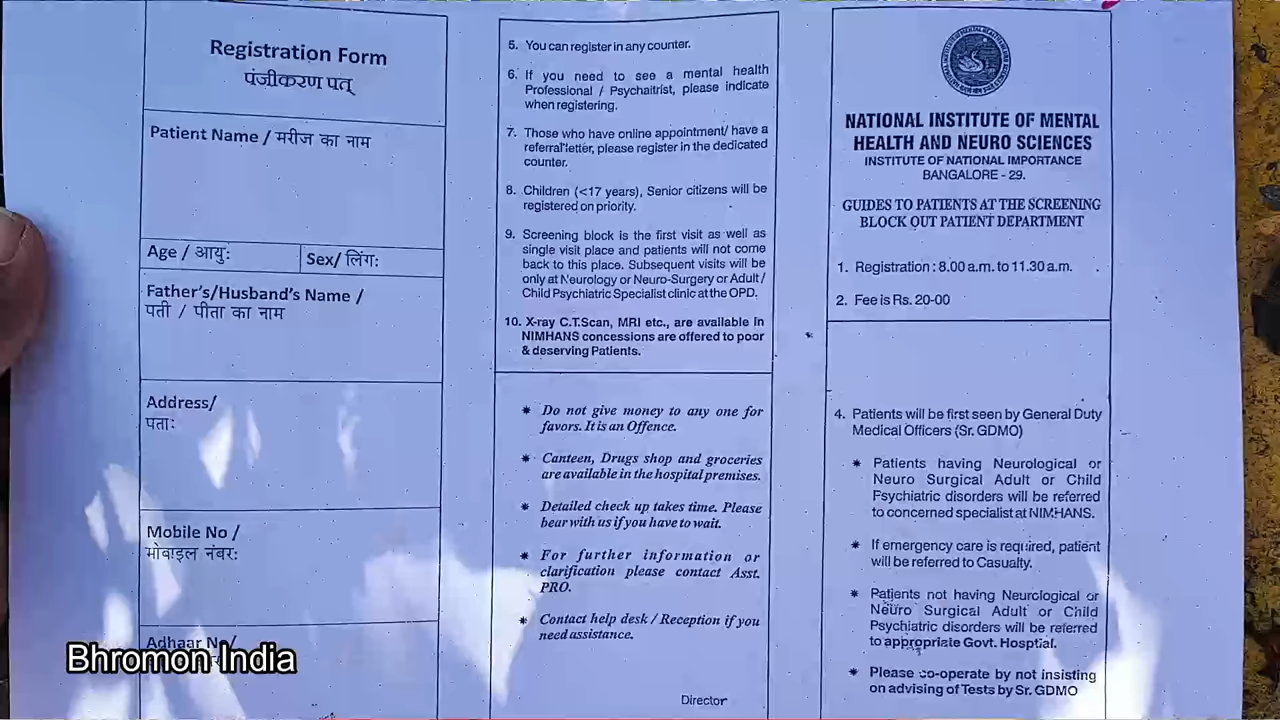 Registration Form
पंजीकरण पत्
Patient Name / मरीज का नाम
Age / आयु:
Sex/ लिंग:
Father's/Husband's Name /
पती / पीता का नाम
Address/
पता:
Mobile No /
मोबाइल नंबर:
Adhaar No/
5. You can register in any counter.
6. If you need to see a mental health
Professional / Psychaitrist, please indicate
when registering.
7. Those who have online appointment/ have a
referral letter, please register in the dedicated
counter.
8. Children (<17 years), Senior citizens will be
registered on priority.
9. Screening block is the first visit as well as
single visit place and patients will not come
back to this place. Subsequent visits will be
only at Neurology or Neuro-Surgery or Adult /
Child Psychiatric Specialist clinic at the OPD.
10. X-ray C.T.Scan, MRI etc., are available in
NIMHANS concessions are offered to poor
& deserving Patients.
* Do not give money to any one for
favors. It is an Offence.
* Canteen, Drugs shop and groceries
are available in the hospital premises.
* Detailed check up takes time. Please
bear with us if you have to wait.
* For further information or
clarification please contact Asst.
PRO.
* Contact help desk / Reception if you
need assistance.
Director
NATIONAL INSTITUTE OF MENTAL
HEALTH AND NEURO SCIENCES
INSTITUTE OF NATIONAL IMPORTANCE
BANGALORE - 29.
GUIDES TO PATIENTS AT THE SCREENING
BLOCK OUT PATIENT DEPARTMENT
1. Registration : 8.00 a.m. to 11.30 a.m.
2. Fee is Rs. 20-00
4. Patients will be first seen by General Duty
Medical Officers (Sr. GDMO)
* Patients having Neurological or
Neuro Surgical Adult or Child
Psychiatric disorders will be referred
to concerned specialist at NIMHANS.
* If emergency care is required, patient
will be referred to Casualty.
* Patients not having Neurological or
Neuro Surgical Adult or Child
Psychiatric disorders will be referred
to appropriate Govt. Hosptial.
* Please co-operate by not insisting
on advising of Tests by Sr. GDMO
Bhromon India